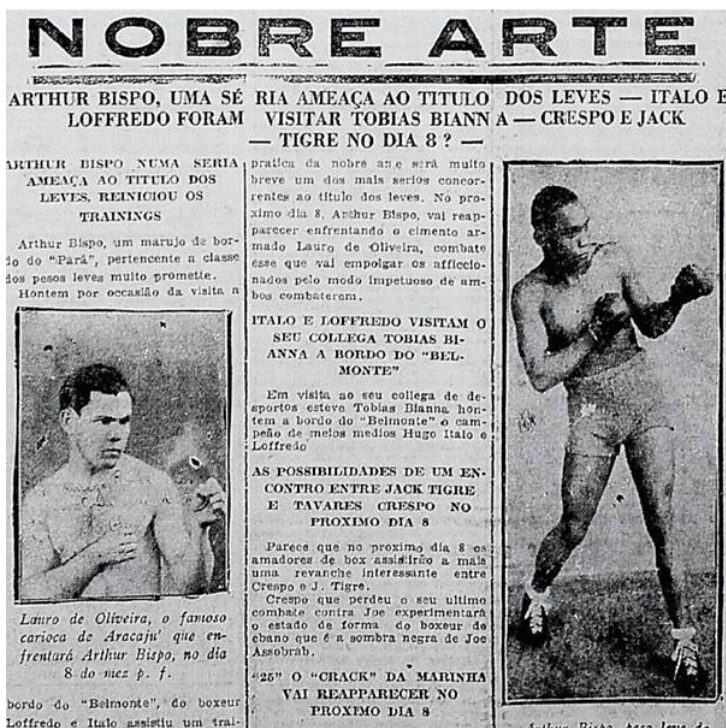 NOBRE ARTE
ARTHUR BISPO, UMA SÉ RIA AMEAÇA AO TITULO DOS LEVES — ITALO E
LOFFREDO FORAM VISITAR TOBIAS BIANN A — CRESPO E JACK
— TIGRE NO DIA 8 ? —
ARTHUR BISPO NUMA SERIA
AMEAÇA AO TITULO DOS
LEVES, REINICIOU OS
TRAININGS
Arthur Bispo, um marujo de bor-
do do "Pará", pertencente a classe
dos pesos leves muito promette.
Hontem por occasião da visita a
Lauro de Oliveira, o famoso
carioca de Aracaju' que en-
frentará Arthur Bispo, no dia
8 do mez p. f.
bordo do "Belmonte", do boxeur
Loffredo e Italo assistiu um trai-
pratica da nobre arte será muito
breve um dos mais serios concor-
rentes ao titulo dos leves. No pro-
ximo dia 8, Arthur Bispo, vai reap-
parecer enfrentando o cimento ar-
mado Lauro de Oliveira, combate
esse que vai empolgar os afficcio-
nados pelo modo impetuoso de am-
bos combaterem.
ITALO E LOFFREDO VISITAM O
SEU COLLEGA TOBIAS BI-
ANNA A BORDO DO "BEL-
MONTE"
Em visita ao seu collega de de-
sportos esteve Tobias Bianna hon-
tem a bordo do "Belmonte" o cam-
peão de meios medios Hugo Italo e
Loffredo
AS POSSIBILIDADES DE UM EN-
CONTRO ENTRE JACK TIGRE
E TAVARES CRESPO NO
PROXIMO DIA 8
Parece que no proximo dia 8 os
amadores de box assistirão a mais
uma revanche interessante entre
Crespo e J. Tigre.
Crespo que perdeu o seu ultimo
combate contra Joe experimentará
o estado de forma do boxeur de
ebano que é a sombra negra de Joe
Assobrab.
"25" O "CRACK" DA MARINHA
VAI REAPPARECER NO
PROXIMO DIA 8
Arthur Bispo, peso leve d